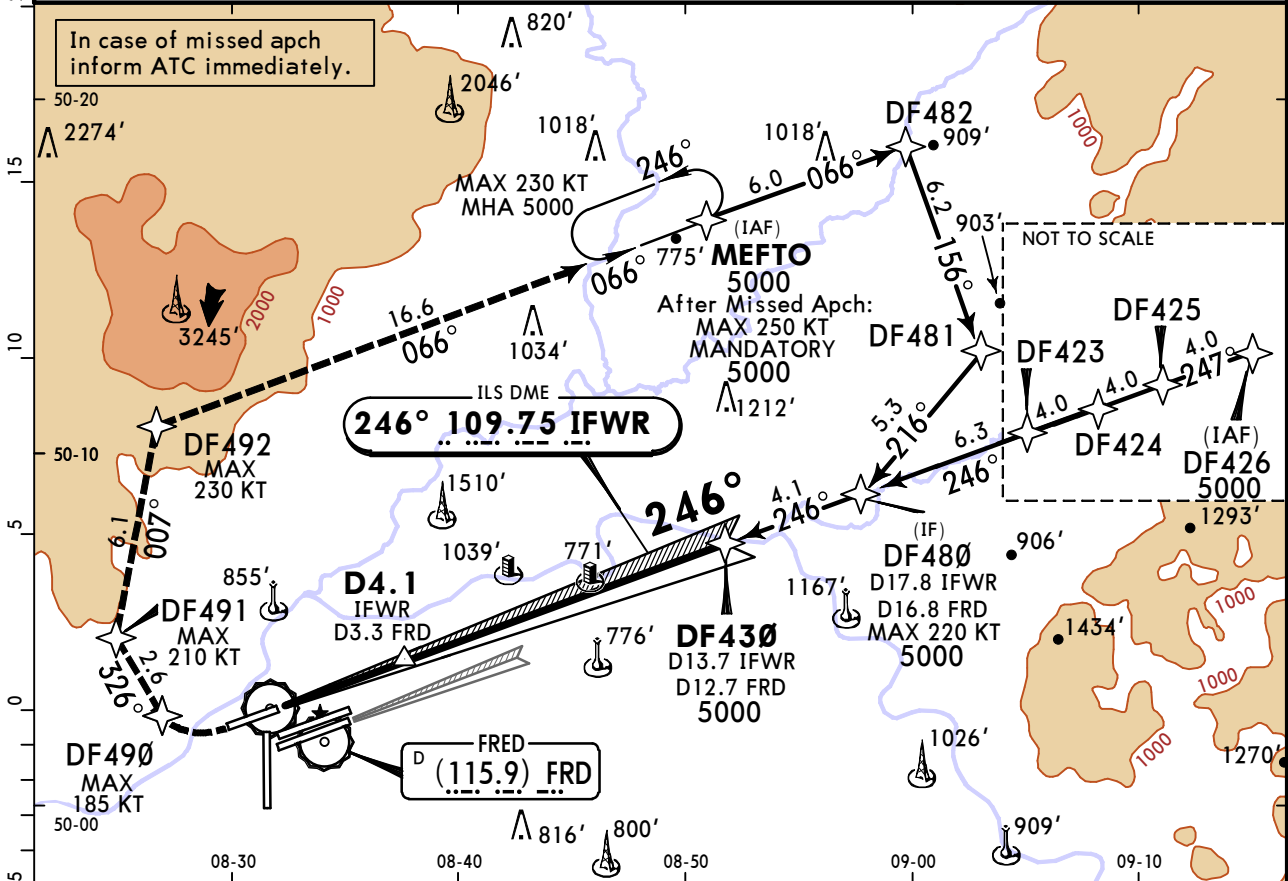 In case of missed apch
inform ATC immediately.
820'
2046'
50-20
2274'
15
1018'
1018'
DF482
909'
246°
6.0
066°
MAX 230 KT
MHA 5000
1000
6.2
156°
903'
NOT TO SCALE
(IAF)
MEFTO
5000
775'
066°
After Missed Apch:
MAX 250 KT
MANDATORY
5000
3245'
2000
1000
16.6
066°
1034'
10
DF481
DF425
DF423
4.0
247°
4.0
4.0
DF424
(IAF)
DF426
5000
1212'
ILS DME
246° 109.75 IFWR
5.3
216°
6.3
246°
DF492
MAX
230 KT
50-10
1510'
246°
4.1
246°
5
6.1
007°
1039'
771'
(IF)
DF480
D17.8 IFWR
D16.8 FRD
MAX 220 KT
5000
906'
1293'
855'
D4.1
IFWR
D3.3 FRD
1167'
1000
DF491
MAX
210 KT
776'
DF430
D13.7 IFWR
D12.7 FRD
5000
1434'
2.6
326°
1000
0
DF490
MAX
185 KT
FRED
D (115.9) FRD
1026'
1000
1270'
50-00
816'
800'
909'
5
08-30
08-40
08-50
09-00
09-10